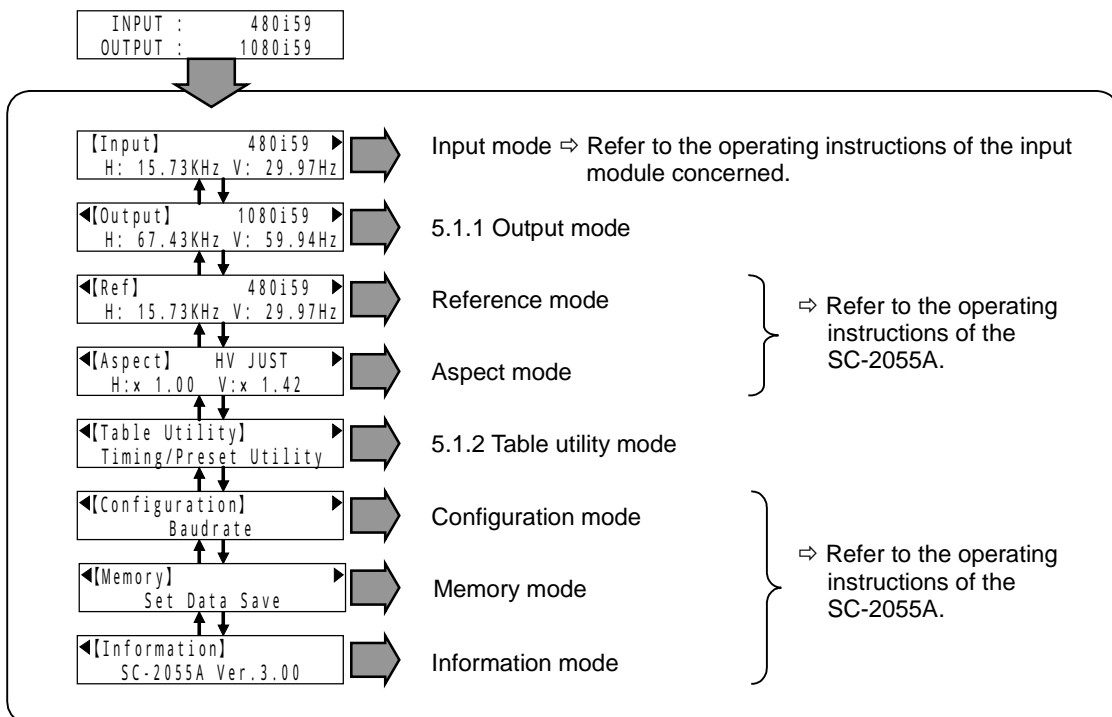 INPUT : 480i59
OUTPUT : 1080i59
【Input】 480i59 ▶
H: 15.73KHz V: 29.97Hz
Input mode ⇨ Refer to the operating instructions of the input
module concerned.
◀【Output】 1080i59 ▶
H: 67.43KHz V: 59.94Hz
5.1.1 Output mode
◀【Ref】 480i59 ▶
H: 15.73KHz V: 29.97Hz
Reference mode
◀【Aspect】 HV JUST ▶
H:x 1.00 V:x 1.42
Aspect mode
⇨ Refer to the operating
instructions of the
SC-2055A.
◀【Table Utility】 ▶
Timing/Preset Utility
5.1.2 Table utility mode
◀【Configuration】 ▶
Baudrate
Configuration mode
◀【Memory】 ▶
Set Data Save
Memory mode
◀【Information】
SC-2055A Ver.3.00
Information mode
⇨ Refer to the operating
instructions of the
SC-2055A.